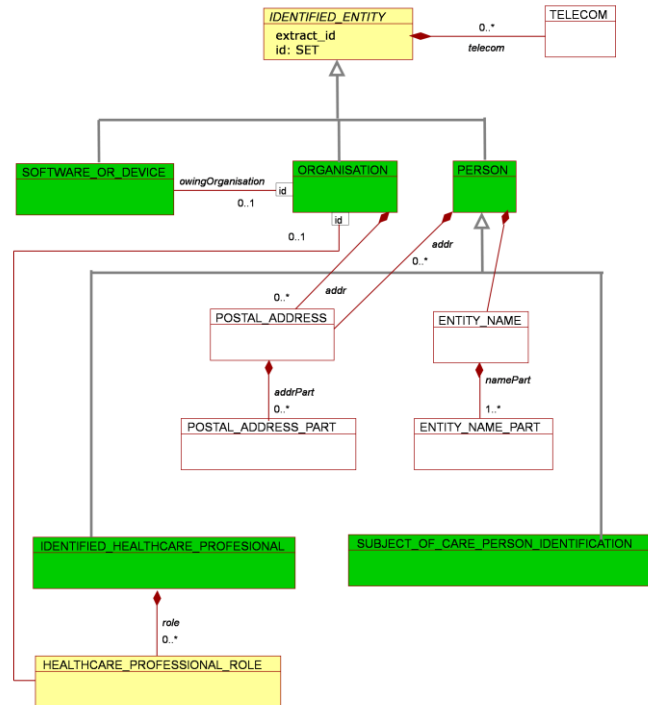 IDENTIFIED_ENTITY
extract_id
id: SET
0..*
telecom
TELECOM
SOFTWARE_OR_DEVICE
owingOrganisation
0..1
id
ORGANISATION
id
0..1
PERSON
addr
0..*
0..*
addr
POSTAL_ADDRESS
ENTITY_NAME
addrPart
0..*
namePart
1..*
POSTAL_ADDRESS_PART
ENTITY_NAME_PART
IDENTIFIED_HEALTHCARE_PROFESIONAL
SUBJECT_OF_CARE_PERSON_IDENTIFICATION
role
0..*
HEALTHCARE_PROFESSIONAL_ROLE